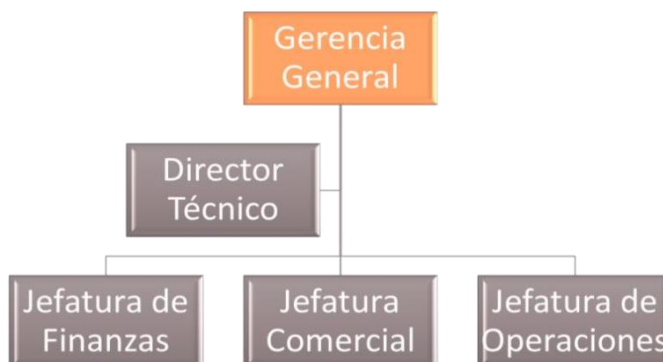 Gerencia
General
Director
Técnico
Jefatura de
Finanzas
Jefatura
Comercial
Jefatura de
Operaciones